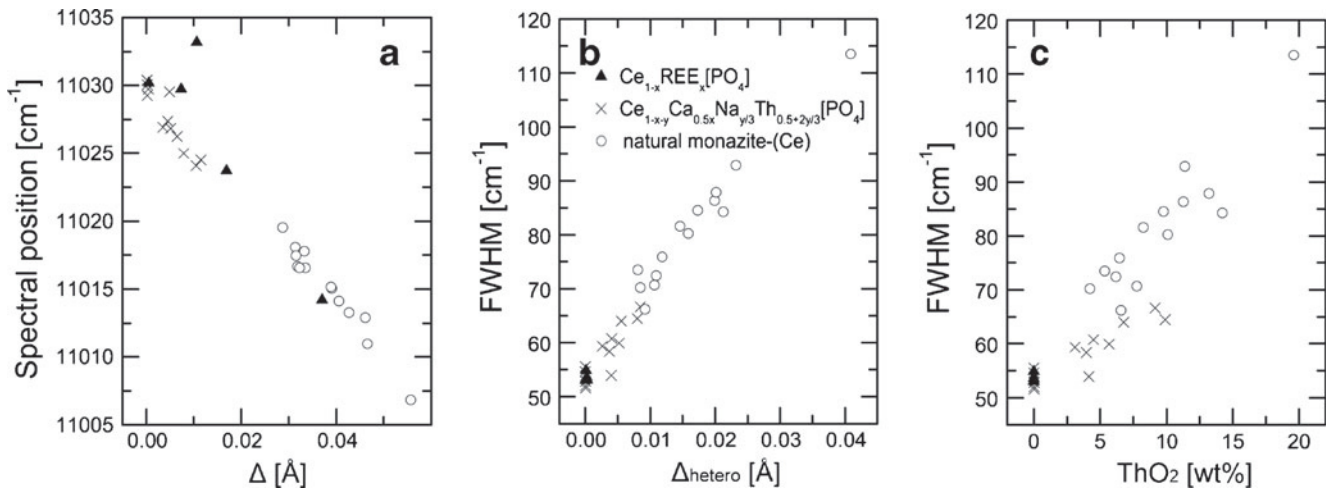 a
11035
11030
11025
11020
11015
11010
11005
Spectral position [cm⁻¹]
0.00 0.02 0.04
Δ [Å]
b
120
110
100
90
80
70
60
50
FWHM [cm⁻¹]
Ce₁₋ₓREEₓ[PO₄]
Ce₁₋ₓ₋ᵧCa₀.₅ₓNaᵧ/₃Th₀.₅₊₂ᵧ/₃[PO₄]
natural monazite-(Ce)
0.00 0.01 0.02 0.03 0.04
Δhetero [Å]
c
120
110
100
90
80
70
60
50
FWHM [cm⁻¹]
0 5 10 15 20
ThO₂ [wt%]